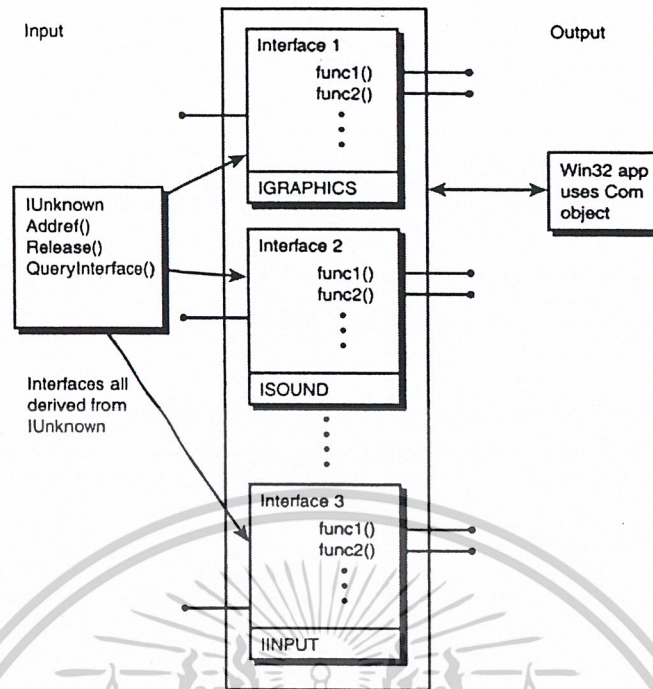 Input
Output
Interface 1
func1()
func2()
IGRAPHICS
Win32 app
uses Com
object
IUnknown
Addref()
Release()
QueryInterface()
Interface 2
func1()
func2()
ISOUND
Interfaces all
derived from
IUnknown
Interface 3
func1()
func2()
IINPUT